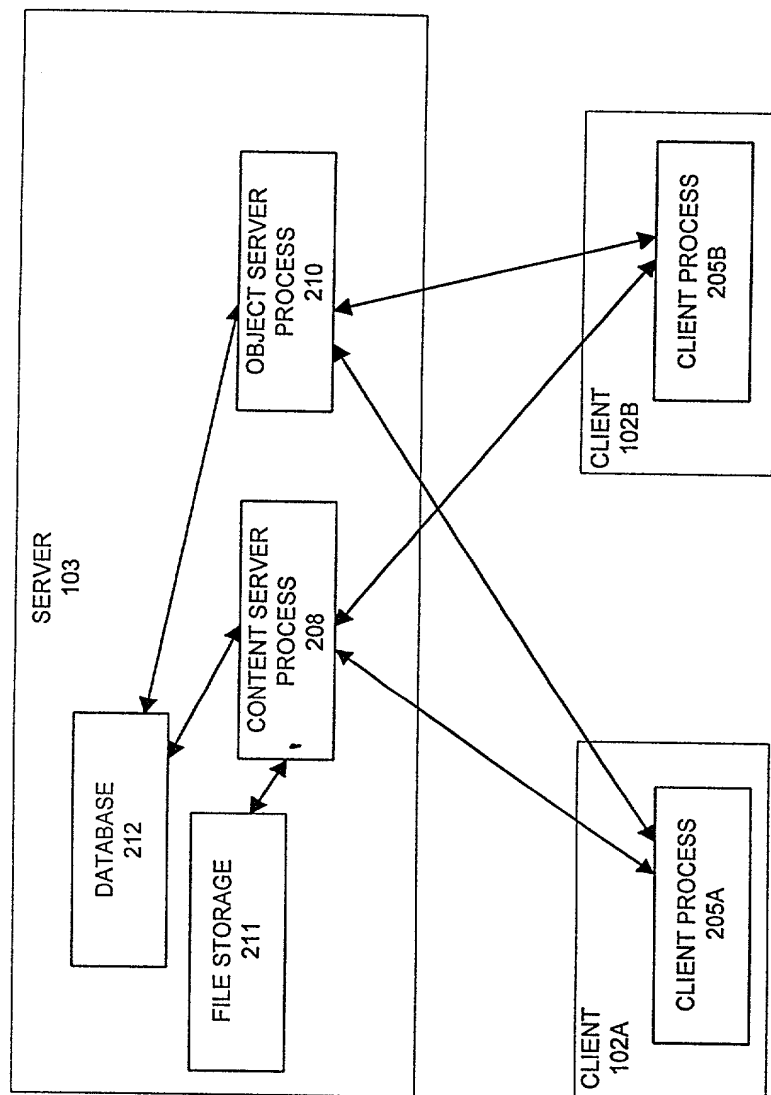 SERVER
103
DATABASE
212
FILE STORAGE
211
CONTENT SERVER
PROCESS
208
OBJECT SERVER
PROCESS
210
CLIENT
102A
CLIENT PROCESS
205A
CLIENT
102B
CLIENT PROCESS
205B